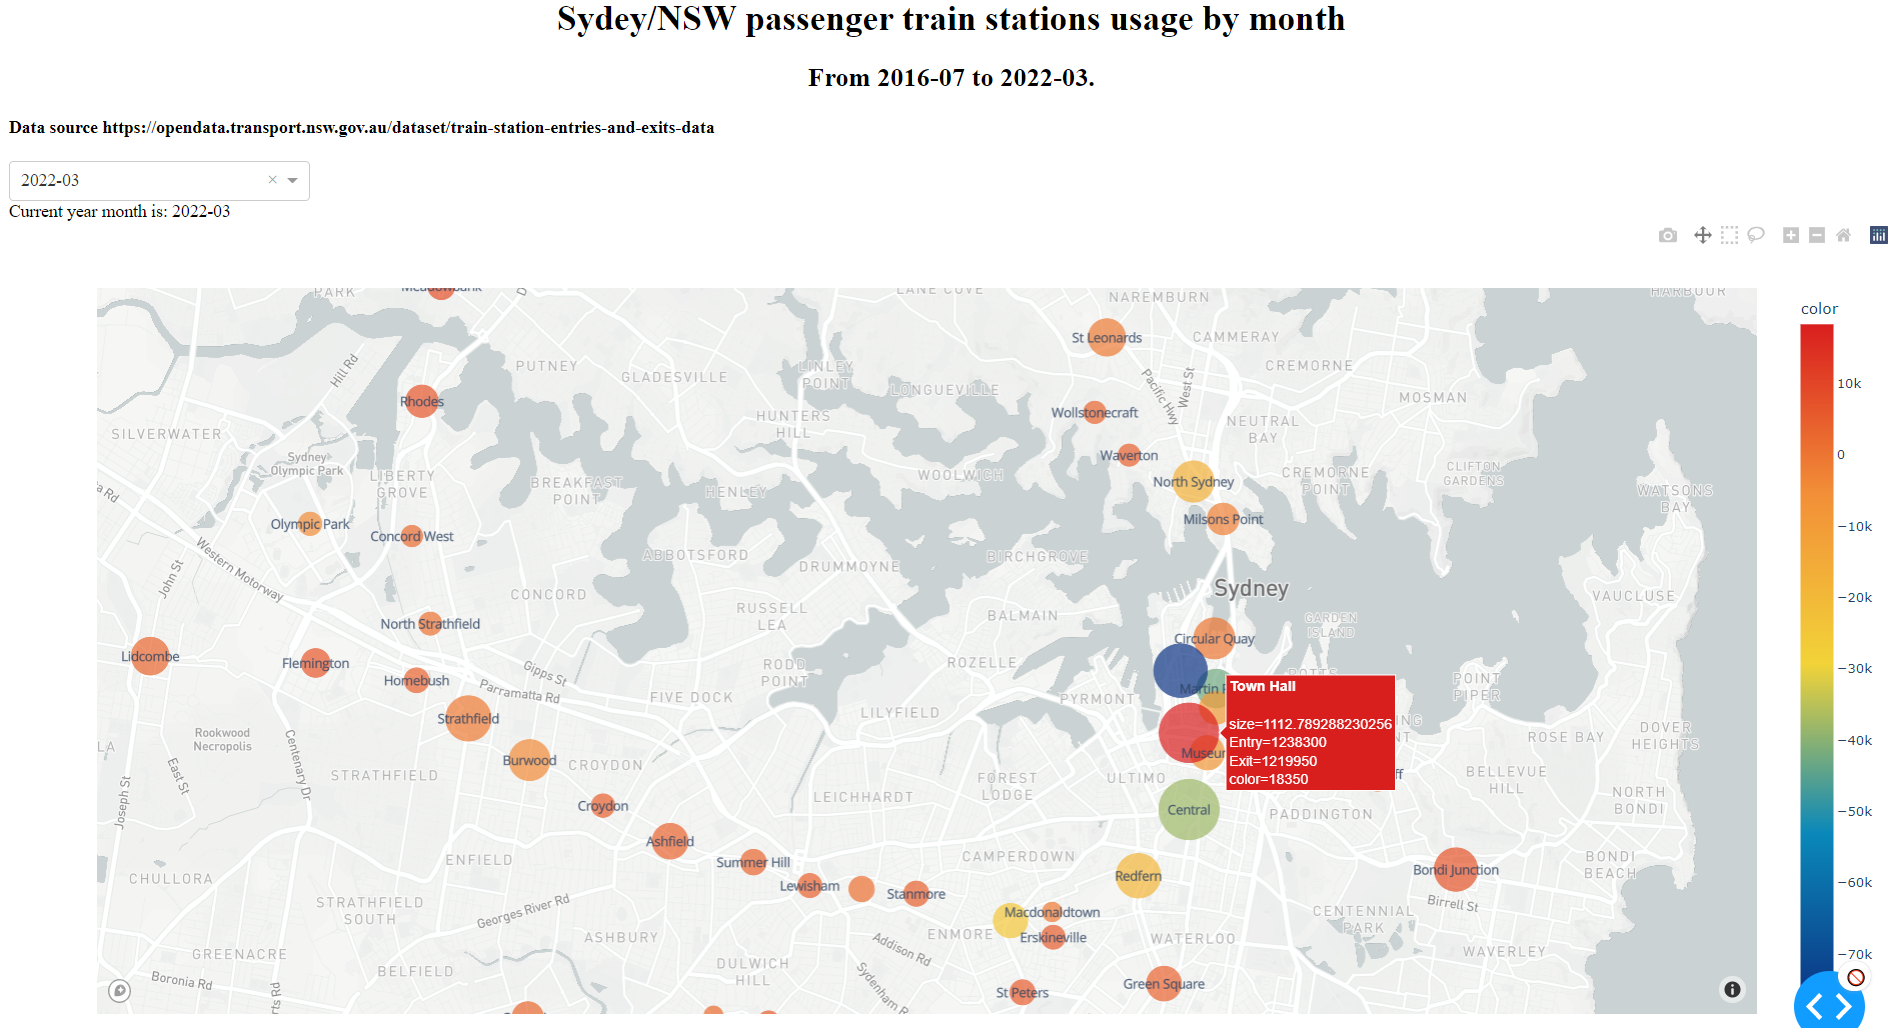 Sydey/NSW passenger train stations usage by month
From 2016-07 to 2022-03.
Data source https://opendata.transport.nsw.gov.au/dataset/train-station-entries-and-exits-data
2022-03
Current year month is: 2022-03
color
10k
0
−10k
−20k
−30k
−40k
−50k
−60k
−70k
PARK
LANE COVE
NAREMBURN
HARBOUR
St Leonards
CAMMERAY
PUTNEY
GLADESVILLE
LINLEY
POINT
CREMORNE
Hill Rd
Pacific Hwy
West St
LONGUEVILLE
MOSMAN
Rhodes
HUNTERS
HILL
Wollstonecraft
NEUTRAL
BAY
SILVERWATER
Waverton
Sydney
Olympic Park
LIBERTY
GROVE
BREAKFAST
POINT
HENLEY
WOOLWICH
North Sydney
CREMORNE
POINT
CLIFTON
GARDENS
WATSONS
BAY
Olympic Park
Concord West
Milsons Point
Western Motorway
ABBOTSFORD
DRUMMOYNE
BIRCHGROVE
John St
CONCORD
Sydney
VAUCLUSE
RUSSELL
LEA
BALMAIN
GARDEN
ISLAND
North Strathfield
Circular Quay
Lidcombe
Flemington
Homebush
Gipps St
Parramatta Rd
RODD
POINT
ROZELLE
FIVE DOCK
PYRMONT
POINT
PIPER
Martin P
Town Hall
size=1112.789288230256
Entry=1238300
Exit=1219950
color=18350
LILYFIELD
Strathfield
Rookwood
Necropolis
Centenary Dr
ROSE BAY
DOVER
HEIGHTS
Burwood
Museu
CROYDON
East St
STRATHFIELD
FOREST
LODGE
ULTIMO
ff
BELLEVUE
HILL
Joseph St
Croydon
LEICHHARDT
Central
PADDINGTON
NORTH
BONDI
Ashfield
ENFIELD
Summer Hill
CAMPERDOWN
Redfern
Bondi Junction
BONDI
BEACH
CHULLORA
Lewisham
Stanmore
Birrell St
STRATHFIELD
SOUTH
Georges River Rd
Macdonaldtown
CENTENNIAL
PARK
ASHBURY
ENMORE
Erskineville
WATERLOO
Addison Rd
WAVERLEY
GREENACRE
BELFIELD
DULWICH
HILL
Boronia Rd
Sydenham R
St Peters
Green Square